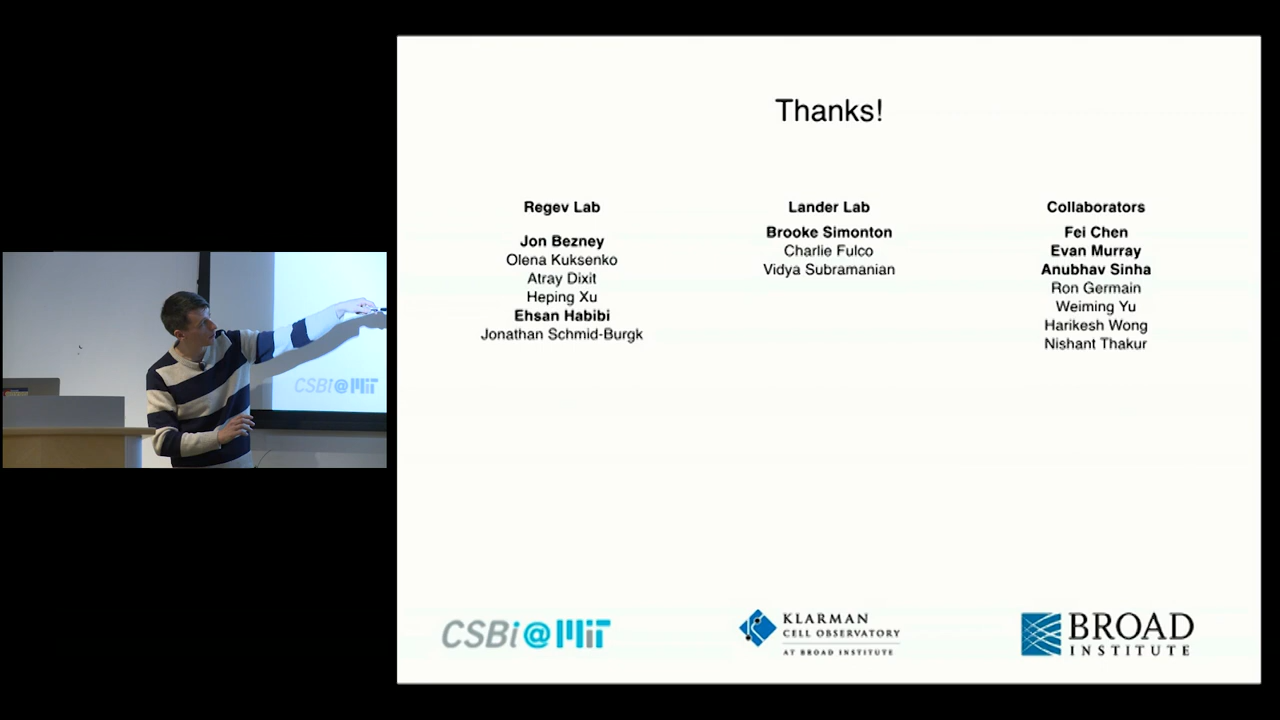 Thanks!
Regev Lab
Jon Bezney
Olena Kuksenko
Atray Dixit
Heping Xu
Ehsan Habibi
Jonathan Schmid-Burgk
Lander Lab
Brooke Simonton
Charlie Fulco
Vidya Subramanian
Collaborators
Fei Chen
Evan Murray
Anubhav Sinha
Ron Germain
Weiming Yu
Harikesh Wong
Nishant Thakur
CSBi@MIT
CSBi@MIT
KLARMAN
CELL OBSERVATORY
AT BROAD INSTITUTE
BROAD
INSTITUTE